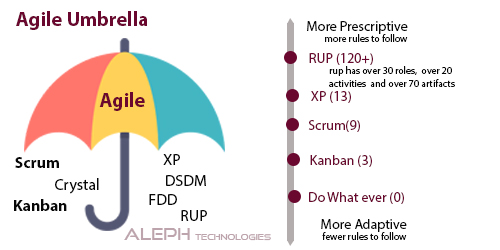 Agile Umbrella
Agile
Scrum
XP
Crystal
DSDM
Kanban
FDD
RUP
ALEPH TECHNOLOGIES
More Prescriptive
more rules to follow
RUP (120+)
rup has over 30 roles, over 20
activities and over 70 artifacts
XP (13)
Scrum(9)
Kanban (3)
Do What ever (0)
More Adaptive
fewer rules to follow